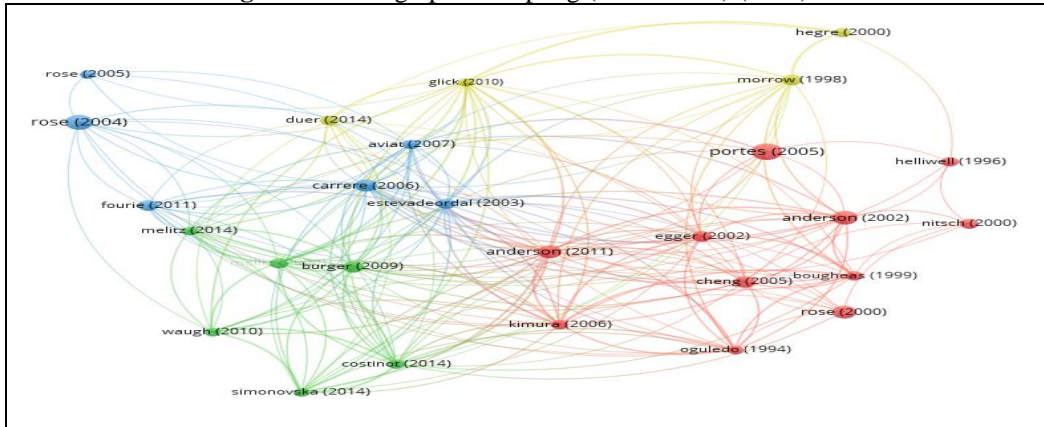 hegre (2000)
rose (2005)
glick (2010)
morrow (1998)
rose (2004)
duer (2014)
aviat (2007)
portes (2005)
helliwell (1996)
carrere (2006)
fourie (2011)
estevadeordal (2003)
melitz (2014)
anderson (2002)
nitsch (2000)
egger (2002)
anderson (2011)
burger (2009)
cheng (2005)
bougheas (1999)
rose (2000)
kimura (2006)
waugh (2010)
oguledo (1994)
costinot (2014)
simonovska (2014)